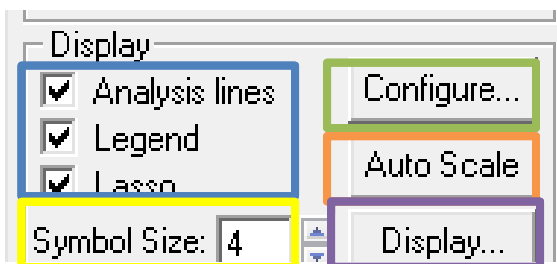 Display
Analysis lines
Configure...
Legend
Auto Scale
Lasso
Symbol Size: 4
Display...